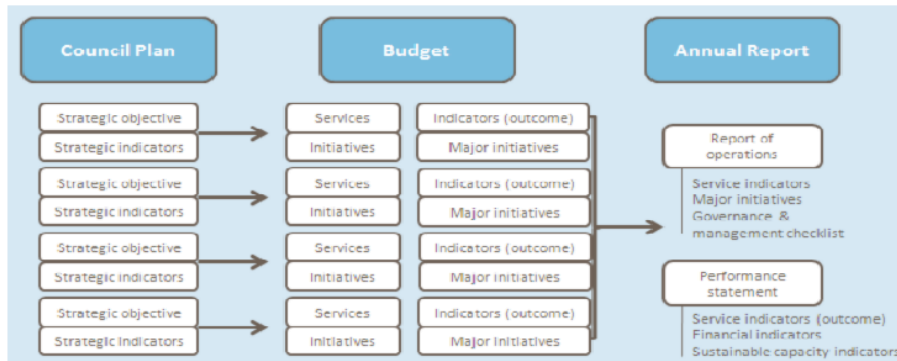 Council Plan
Budget
Annual Report
Strategic objective
Strategic indicators
Services
Initiatives
Indicators (outcome)
Major initiatives
Strategic objective
Strategic indicators
Services
Initiatives
Indicators (outcome)
Major initiatives
Strategic objective
Strategic indicators
Services
Initiatives
Indicators (outcome)
Major initiatives
Strategic objective
Strategic indicators
Services
Initiatives
Indicators (outcome)
Major initiatives
Report of
operations
Service indicators
Major initiatives
Governance &
management checklist
Performance
statement
Service indicators (outcome)
Financial indicators
Sustainable capacity indicators